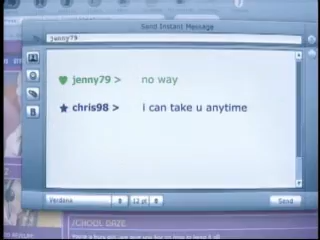 Send Instant Message
jenny79
jenny79 > no way
chris98 > i can take u anytime
B
Verdana
12 pt
Send
/CHOOL DAZE